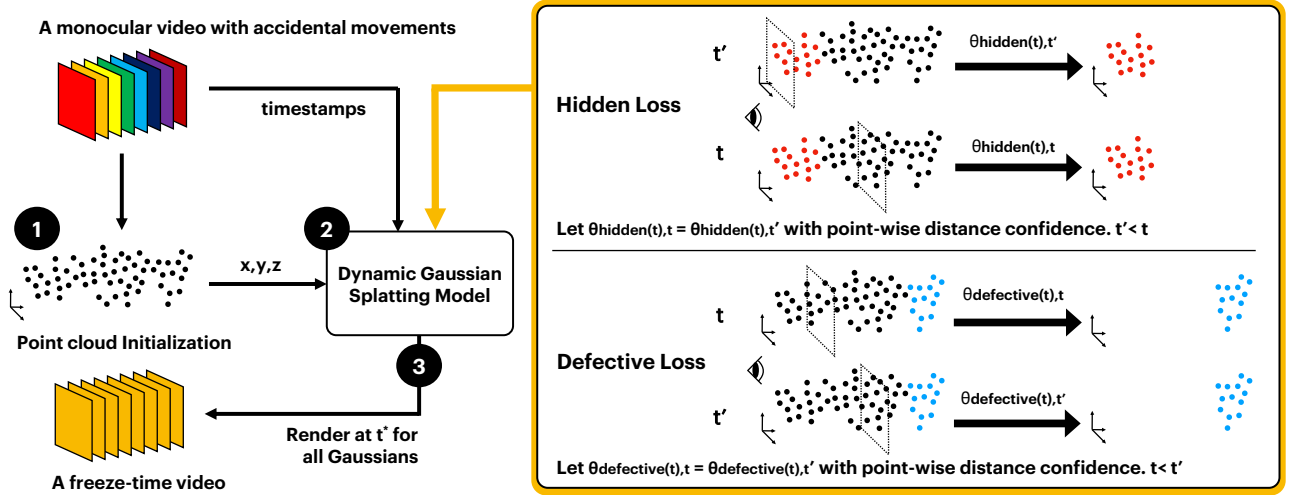 A monocular video with accidental movements
timestamps
1
2
x,y,z
Dynamic Gaussian
Splatting Model
Point cloud Initialization
3
Render at t* for
all Gaussians
A freeze-time video
t′
θhidden(t),t′
Hidden Loss
t
θhidden(t),t
Let θhidden(t),t = θhidden(t),t′ with point-wise distance confidence. t′< t
t
θdefective(t),t
Defective Loss
t′
θdefective(t),t′
Let θdefective(t),t = θdefective(t),t′ with point-wise distance confidence. t< t′